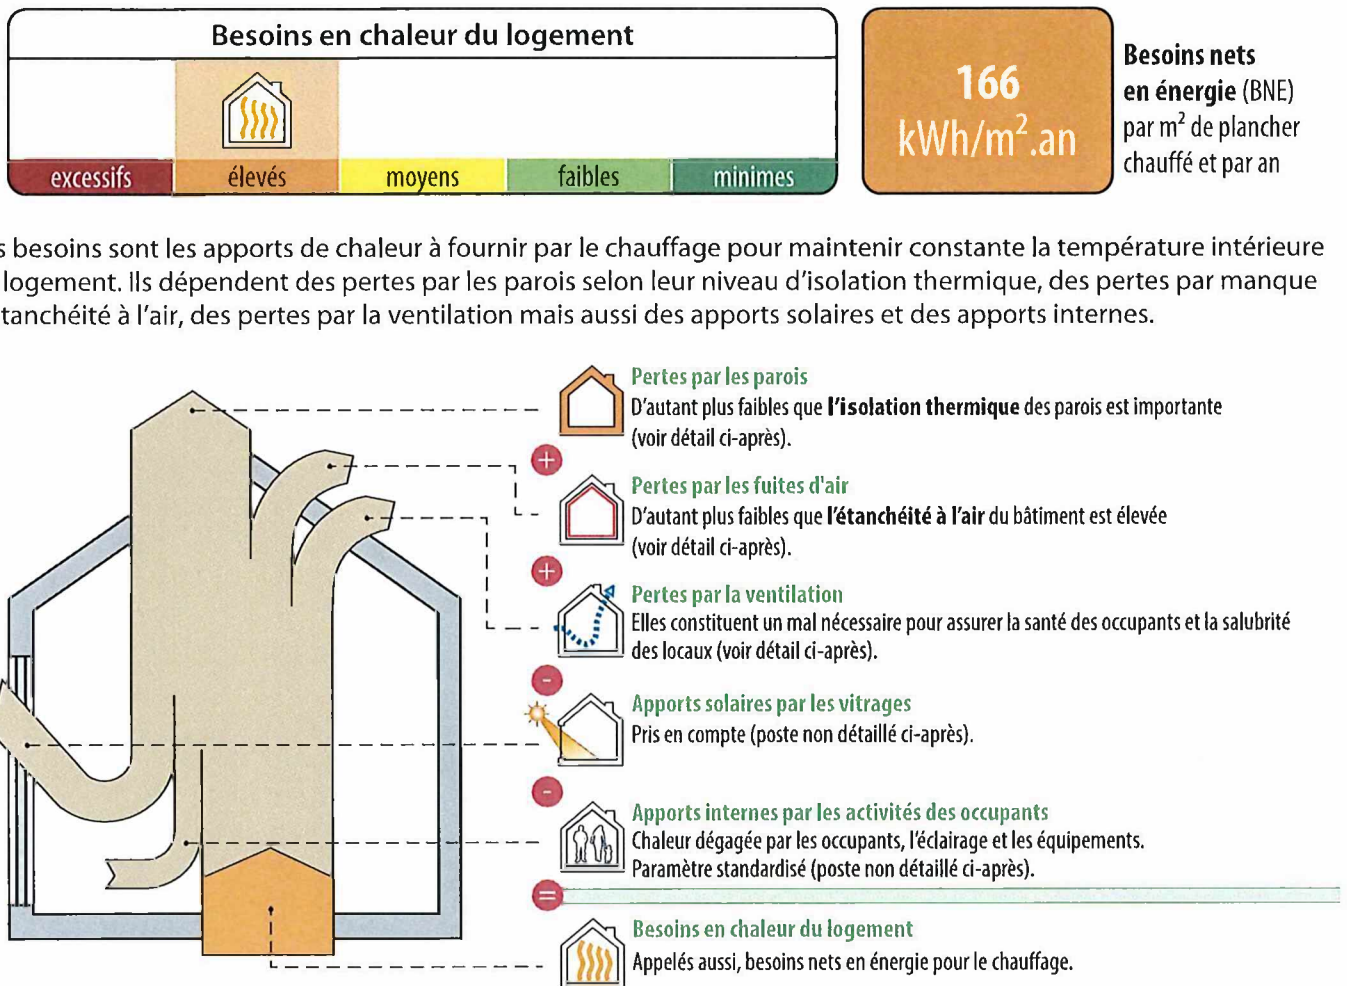 Besoins en chaleur du logement
excessifs élevés moyens faibles minimes
166
kWh/m².an
Besoins nets
en énergie (BNE)
par m² de plancher
chauffé et par an
besoins sont les apports de chaleur à fournir par le chauffage pour maintenir constante la température intérieure
logement. Ils dépendent des pertes par les parois selon leur niveau d'isolation thermique, des pertes par manque
tanchéité à l'air, des pertes par la ventilation mais aussi des apports solaires et des apports internes.
Pertes par les parois
D'autant plus faibles que l'isolation thermique des parois est importante
(voir détail ci-après).
+
Pertes par les fuites d'air
D'autant plus faibles que l'étanchéité à l'air du bâtiment est élevée
(voir détail ci-après).
+
Pertes par la ventilation
Elles constituent un mal nécessaire pour assurer la santé des occupants et la salubrité
des locaux (voir détail ci-après).
-
Apports solaires par les vitrages
Pris en compte (poste non détaillé ci-après).
-
Apports internes par les activités des occupants
Chaleur dégagée par les occupants, l'éclairage et les équipements.
Paramètre standardisé (poste non détaillé ci-après).
=
Besoins en chaleur du logement
Appelés aussi, besoins nets en énergie pour le chauffage.